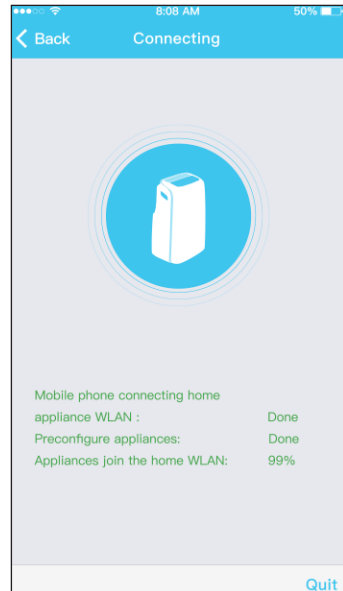 8:08 AM 50%
Back Connecting
Mobile phone connecting home
appliance WLAN : Done
Preconfigure appliances: Done
Appliances join the home WLAN: 99%
Quit